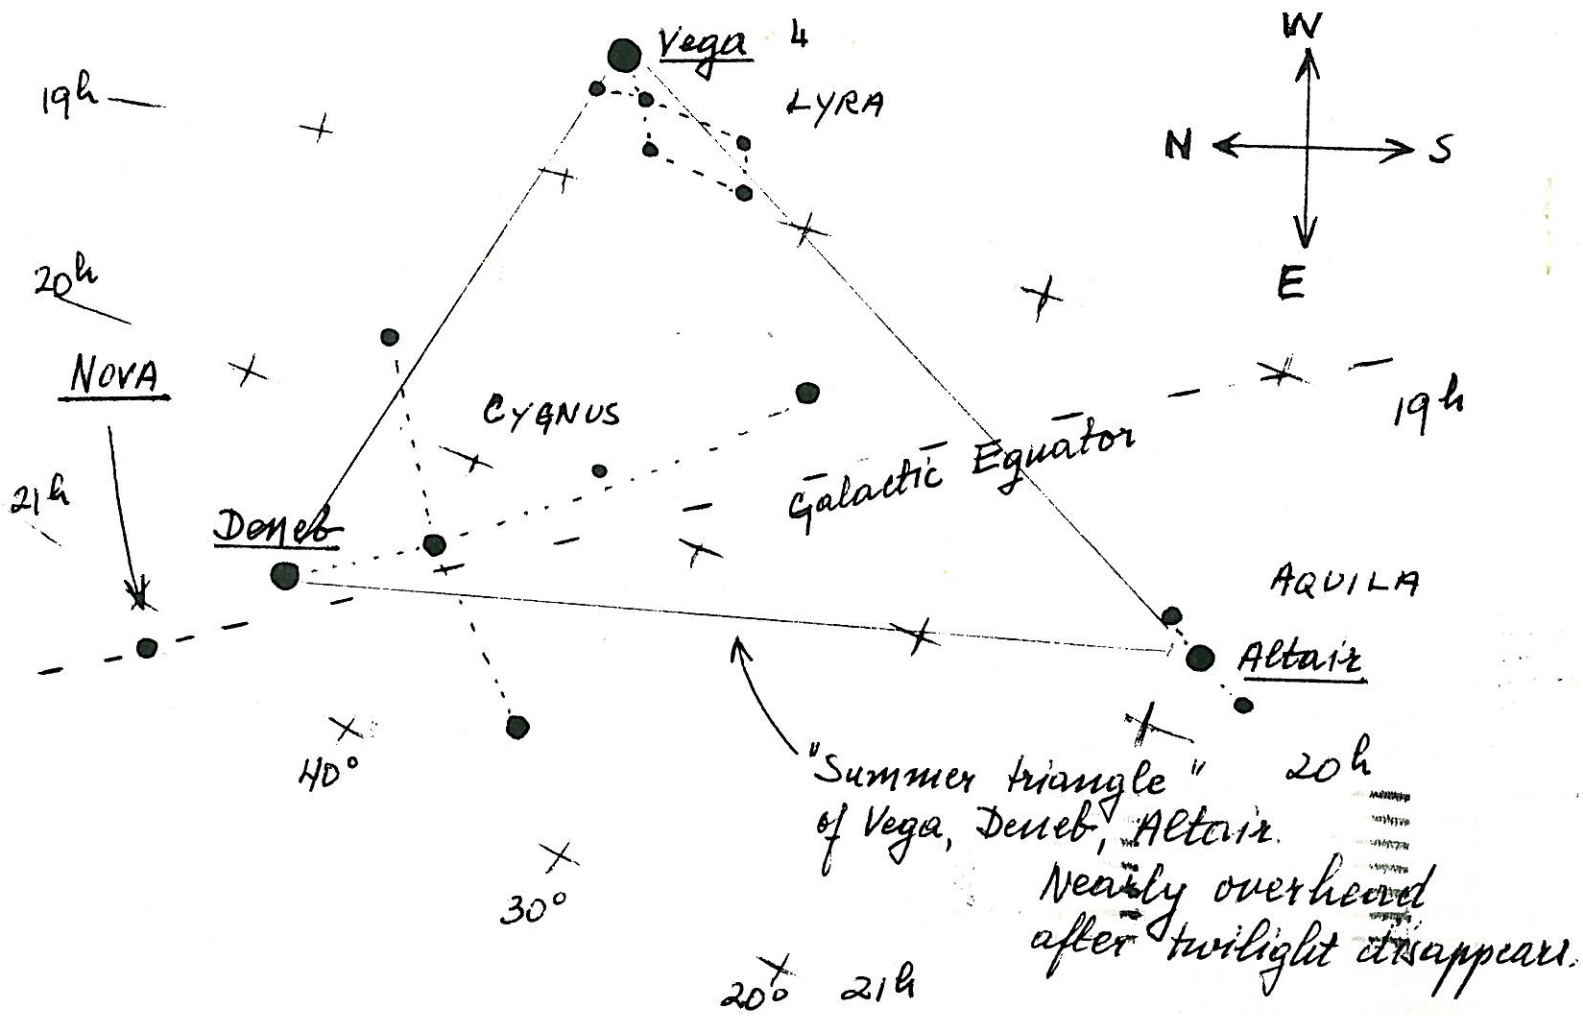 W
Vega 4
19h
LYRA
N
S
E
20h
NOVA
CYGNUS
19h
Galactic Equator
21h
Deneb
AQUILA
Altair
40°
"Summer triangle"
20h
of Vega, Deneb, Altair.
30°
Nearly overhead
after twilight disappears.
20° 21h